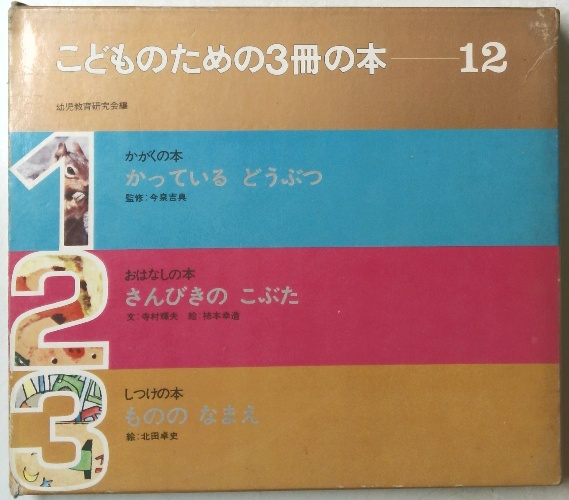 こどものための3冊の本――12
幼児教育研究会編
1
かがくの本
かっている どうぶつ
監修:今泉吉典
2
おはなしの本
さんびきの こぶた
文:寺村輝夫 絵:柿本幸造
3
しつけの本
ものの なまえ
絵:北田卓史